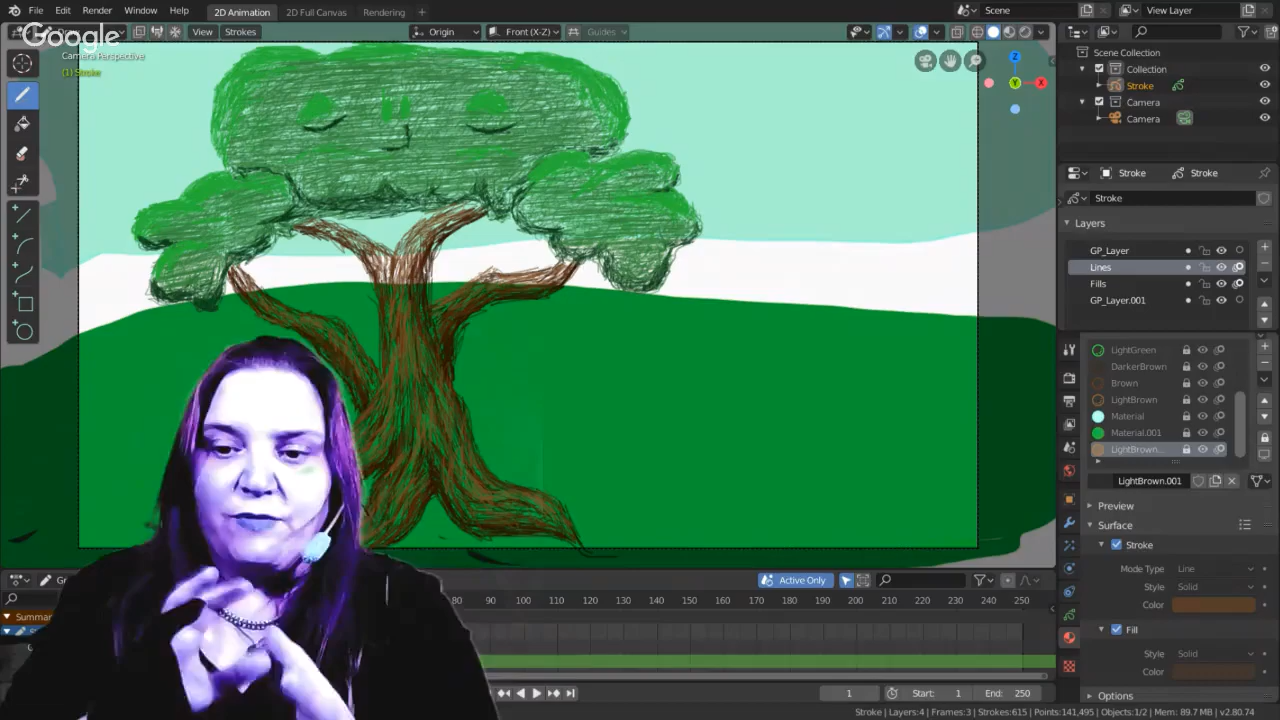 File Edit Render Window Help 2D Animation 2D Full Canvas Rendering + Scene View Layer
Google View Strokes Origin Front (X-Z) Guides
Camera Perspective
(1) Stroke
Z
Y X
Scene Collection
Collection
Stroke
Camera
Camera
Stroke Stroke
Stroke
Layers
GP_Layer
Lines
Fills
GP_Layer.001
LightGreen
DarkerBrown
Brown
LightBrown
Material
Material.001
LightBrown...
LightBrown.001
Preview
Surface
Stroke
Mode Type Line
Style Solid
Color
Fill
Style Solid
Color
Options
Active Only
80 90 100 110 120 130 140 150 160 170 180 190 200 210 220 230 240 250
Summa
1 Start: 1 End: 250
Stroke | Layers:4 | Frames:3 | Strokes:615 | Points:141,495 | Objects:1/2 | Mem: 89.7 MB | v2.80.74